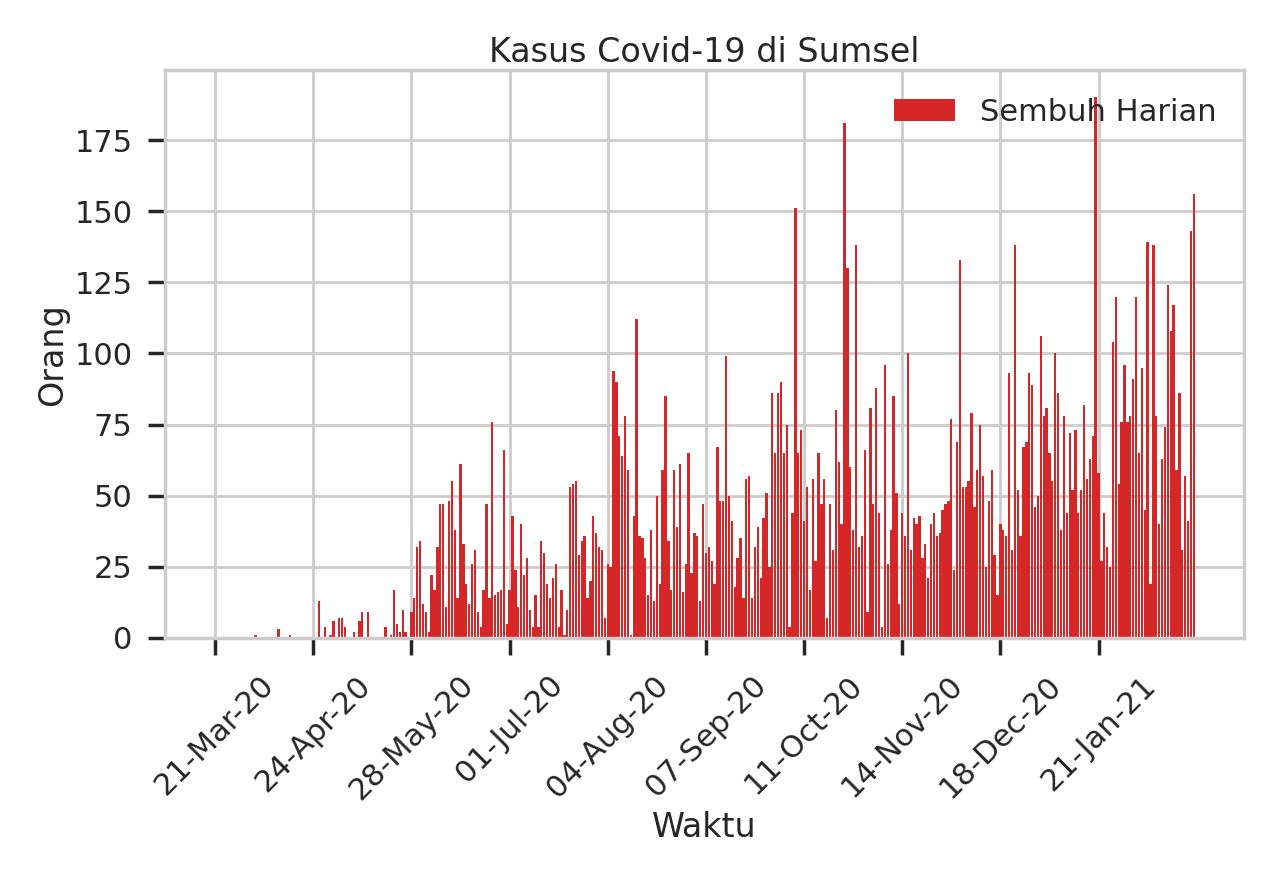 Kasus Covid-19 di Sumsel
Sembuh Harian
Orang
175
150
125
100
75
50
25
0
21-Mar-20
24-Apr-20
28-May-20
01-Jul-20
04-Aug-20
07-Sep-20
11-Oct-20
14-Nov-20
18-Dec-20
21-Jan-21
Waktu